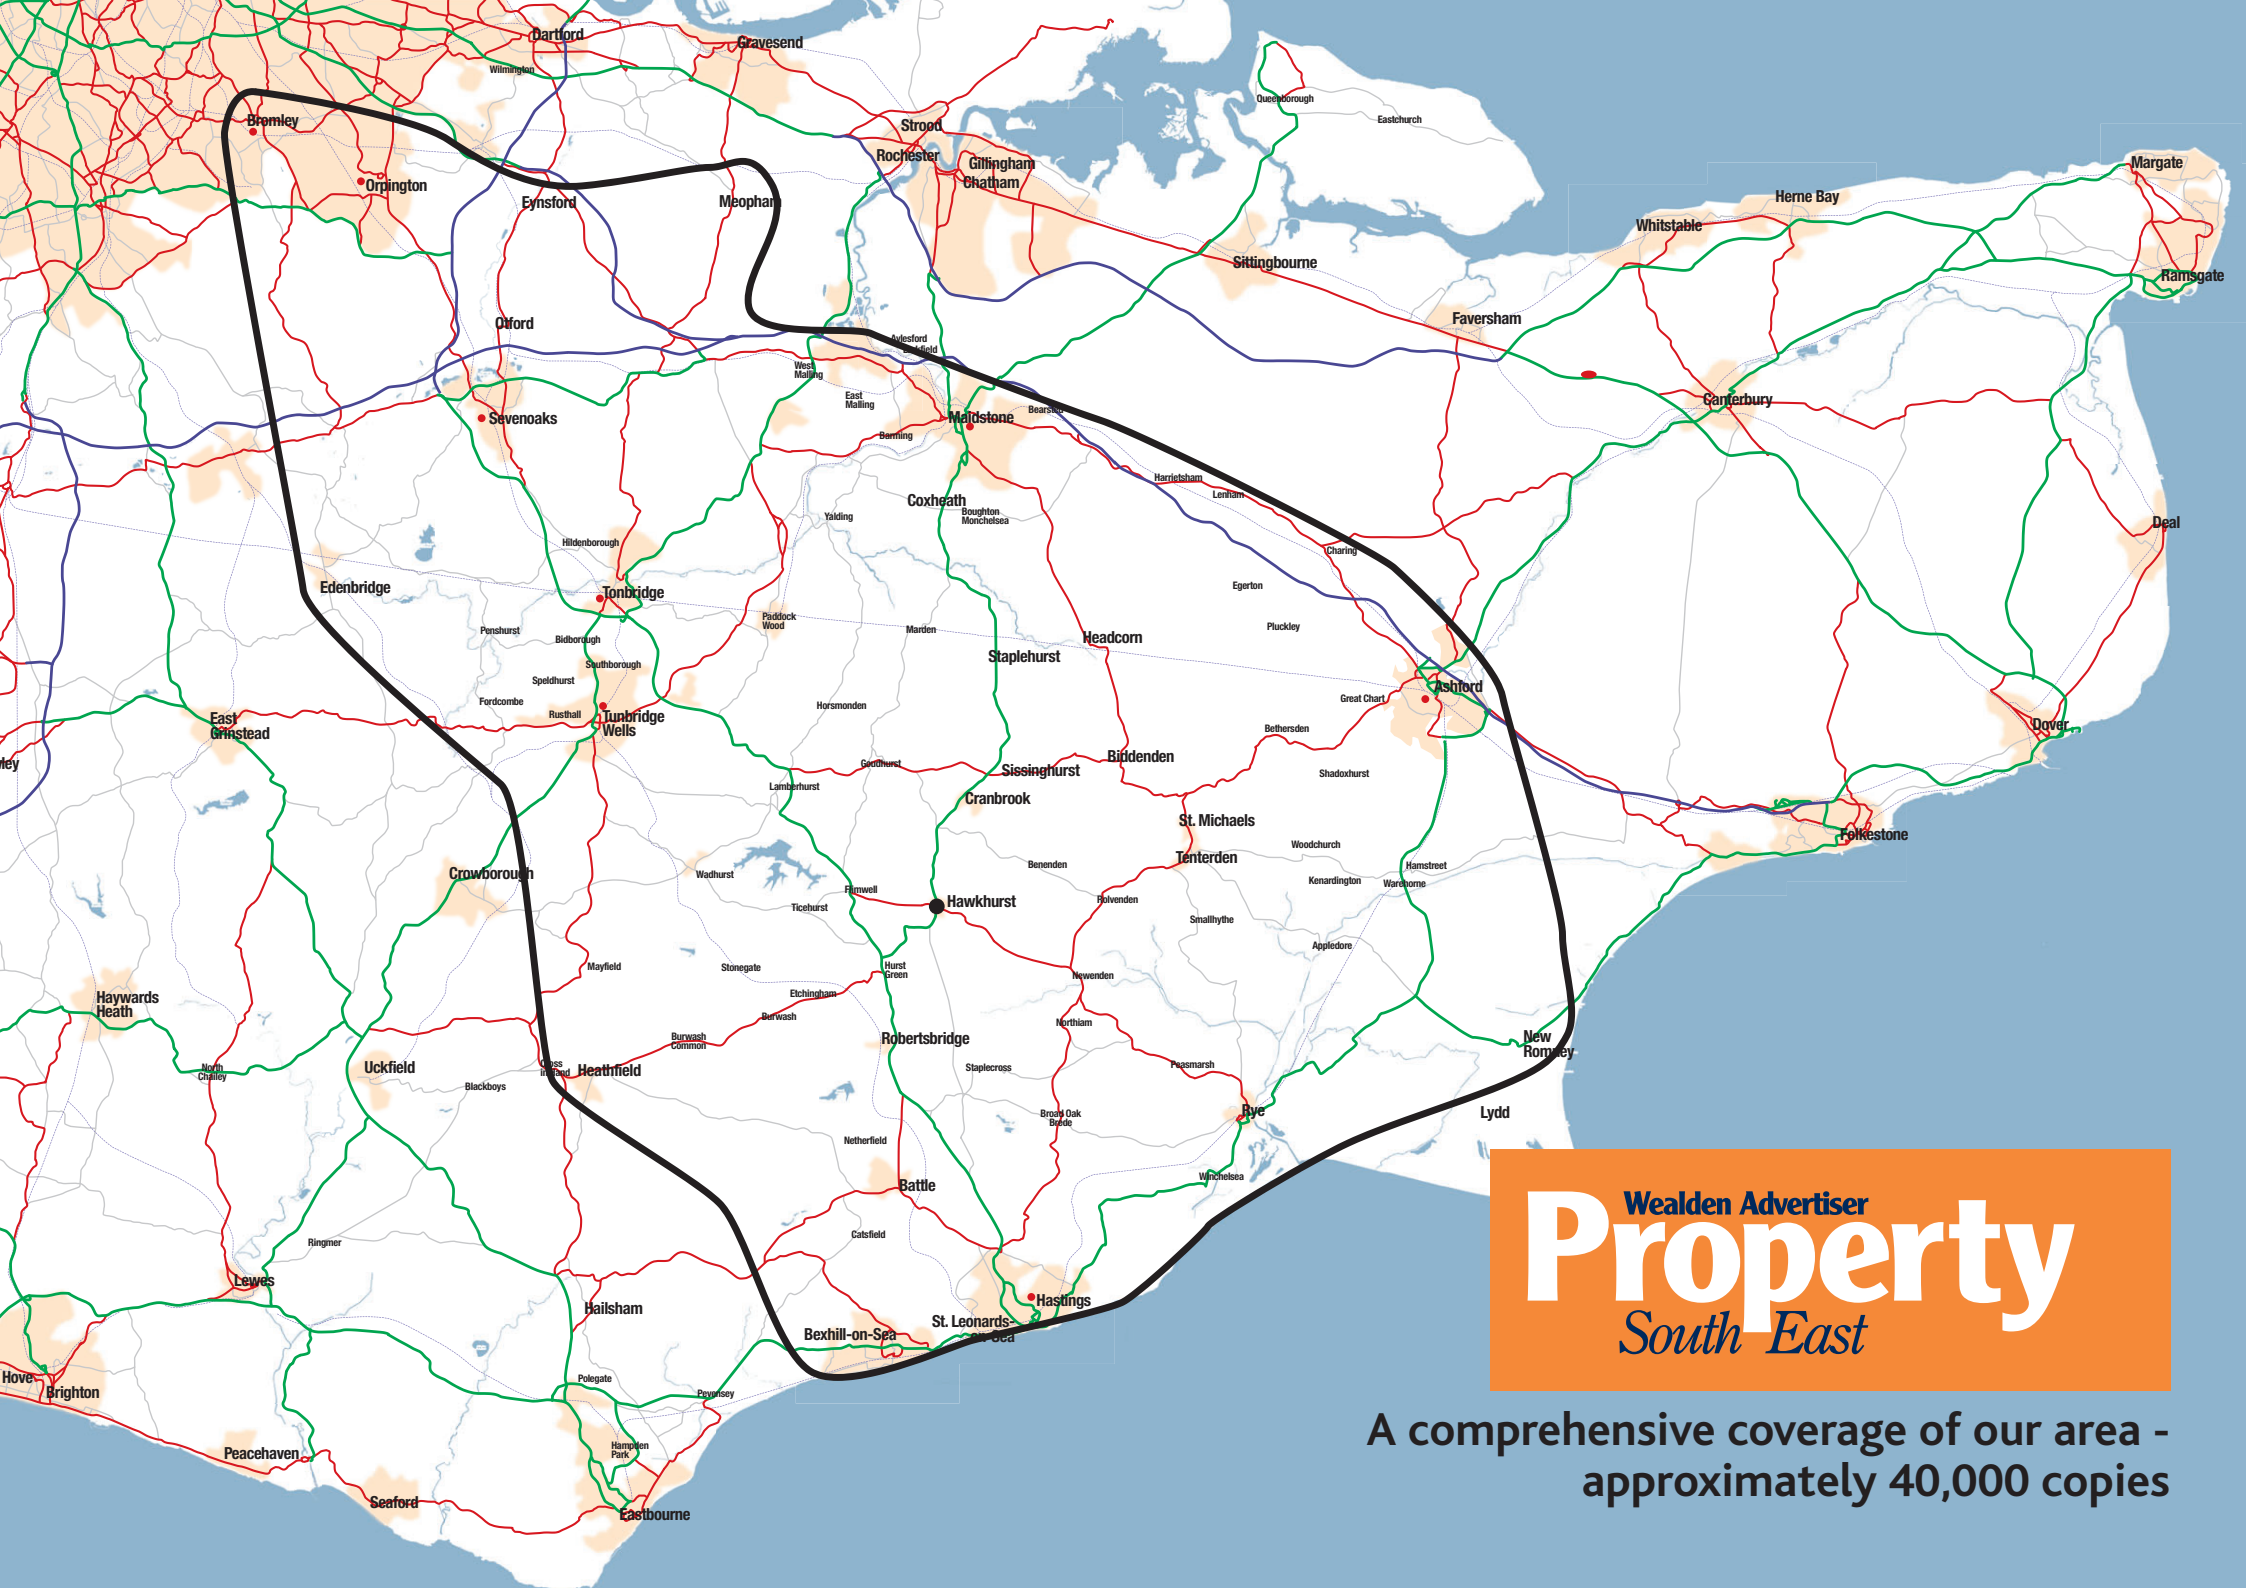 Dartford
Gravesend
Wilmington
Queenborough
Eastchurch
Bromley
Strood
Rochester
Gillingham
Chatham
Margate
Orpington
Eynsford
Meopham
Herne Bay
Whitstable
Sittingbourne
Ramsgate
Otford
Faversham
Aylesford
West
Malling
East
Malling
Canterbury
Sevenoaks
Maidstone
Bearsted
Barming
Harrietsham
Lenham
Coxheath
Boughton
Monchelsea
Yalding
Deal
Hildenborough
Charing
Edenbridge
Tonbridge
Egerton
Paddock
Wood
Penshurst
Bidborough
Marden
Pluckley
Headcorn
Staplehurst
Southborough
Speldhurst
Fordcombe
Rusthall
Tunbridge
Wells
Horsmonden
Great Chart
Ashford
East
Grinstead
Bethersden
Dover
ley
Goudhurst
Sissinghurst
Biddenden
Shadoxhurst
Lamberhurst
Cranbrook
St. Michaels
Folkestone
Woodchurch
Tenterden
Benenden
Hamstreet
Crowborough
Wadhurst
Kenardington
Warehorne
Flimwell
Hawkhurst
Rolvenden
Ticehurst
Smallhythe
Appledore
Mayfield
Stonegate
Hurst
Green
Newenden
Haywards
Heath
Etchingham
Burwash
Northiam
Burwash
Common
Robertsbridge
New
Romney
North
Chailey
Uckfield
Cross
in Hand
Heathfield
Blackboys
Staplecross
Peasmarsh
Broad Oak
Brede
Rye
Lydd
Netherfield
Battle
Winchelsea
Catsfield
Ringmer
Lewes
Hailsham
Hastings
St. Leonards-
on-Sea
Bexhill-on-Sea
Hove
Brighton
Polegate
Pevensey
Hampden
Park
Peacehaven
Seaford
Eastbourne
Wealden Advertiser
Property
South East
A comprehensive coverage of our area -
approximately 40,000 copies